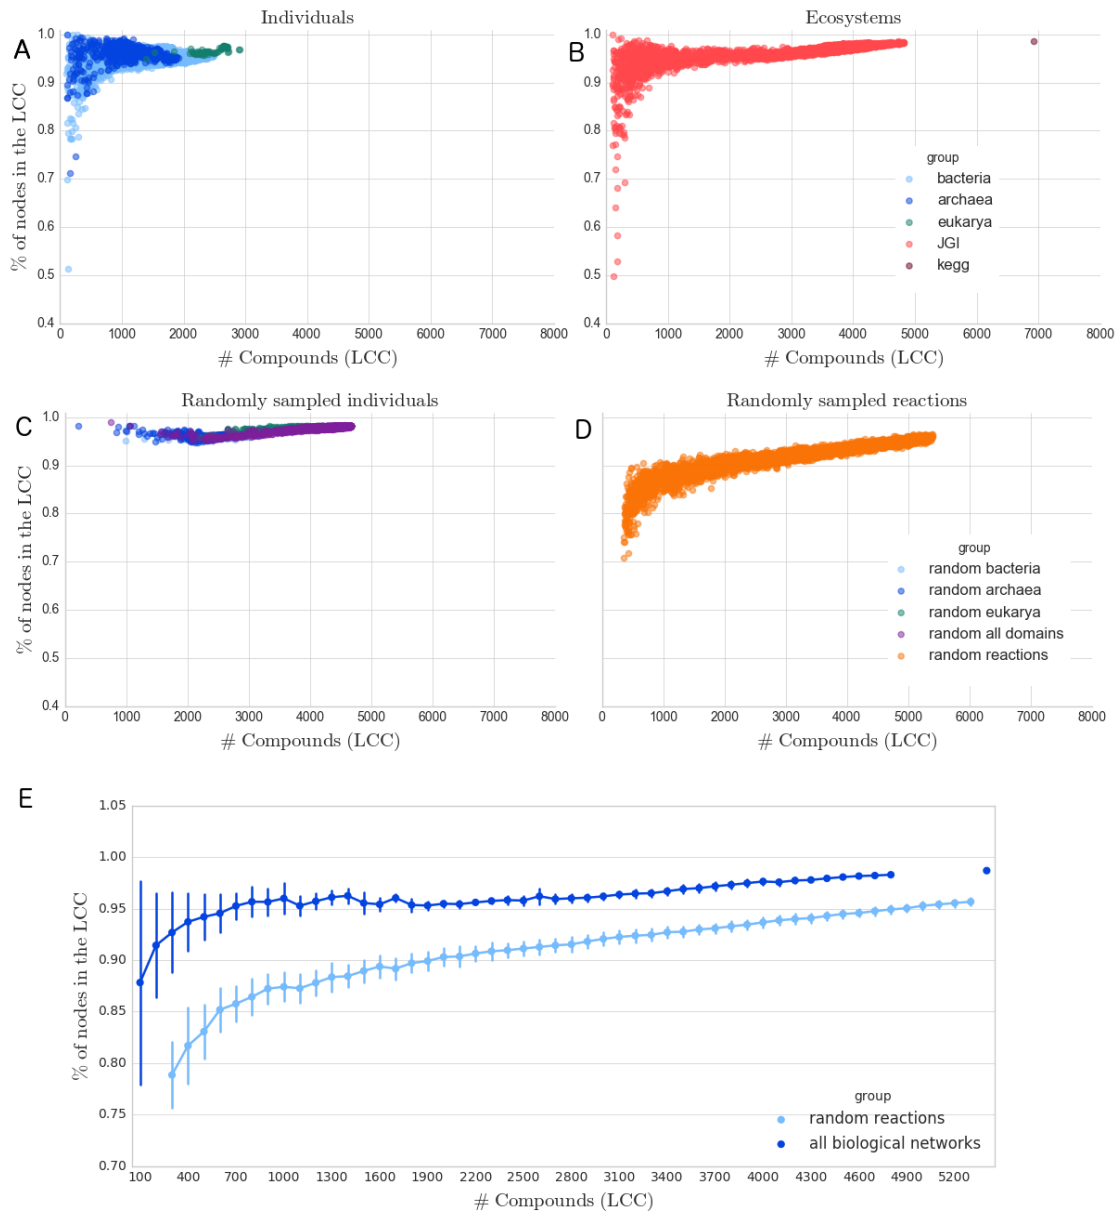 Individuals
A
% of nodes in the LCC
1.0
0.9
0.8
0.7
0.6
0.5
0.4
0 1000 2000 3000 4000 5000 6000 7000 8000
# Compounds (LCC)
Ecosystems
B
1.0
0.9
0.8
0.7
0.6
0.5
0.4
group
bacteria
archaea
eukarya
JGI
kegg
0 1000 2000 3000 4000 5000 6000 7000 8000
# Compounds (LCC)
Randomly sampled individuals
C
% of nodes in the LCC
1.0
0.9
0.8
0.7
0.6
0.5
0.4
0 1000 2000 3000 4000 5000 6000 7000 8000
# Compounds (LCC)
Randomly sampled reactions
D
group
random bacteria
random archaea
random eukarya
random all domains
random reactions
0 1000 2000 3000 4000 5000 6000 7000 8000
# Compounds (LCC)
E
% of nodes in the LCC
1.05
1.00
0.95
0.90
0.85
0.80
0.75
0.70
group
random reactions
all biological networks
100 400 700 1000 1300 1600 1900 2200 2500 2800 3100 3400 3700 4000 4300 4600 4900 5200
# Compounds (LCC)